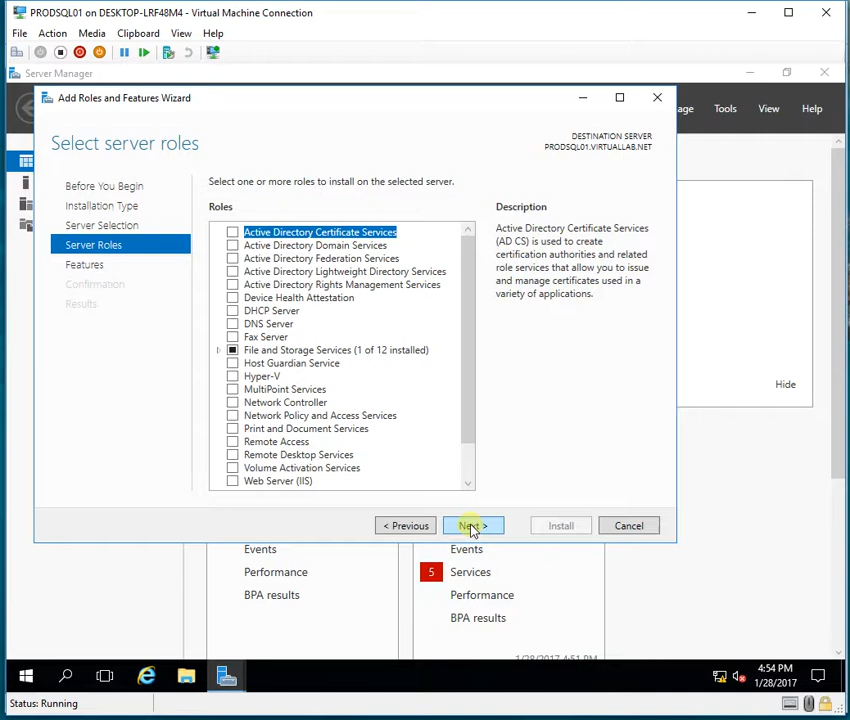 PRODSQL01 on DESKTOP-LRF48M4 - Virtual Machine Connection
File Action Media Clipboard View Help
Server Manager
Tools View Help
Add Roles and Features Wizard
Select server roles
DESTINATION SERVER
PRODSQL01.VIRTUALLAB.NET
Before You Begin
Installation Type
Server Selection
Server Roles
Features
Confirmation
Results
Select one or more roles to install on the selected server.
Roles
Active Directory Certificate Services
Active Directory Domain Services
Active Directory Federation Services
Active Directory Lightweight Directory Services
Active Directory Rights Management Services
Device Health Attestation
DHCP Server
DNS Server
Fax Server
File and Storage Services (1 of 12 installed)
Host Guardian Service
Hyper-V
MultiPoint Services
Network Controller
Network Policy and Access Services
Print and Document Services
Remote Access
Remote Desktop Services
Volume Activation Services
Web Server (IIS)
Description
Active Directory Certificate Services
(AD CS) is used to create
certification authorities and related
role services that allow you to issue
and manage certificates used in a
variety of applications.
Hide
< Previous Next > Install Cancel
Events
Performance
BPA results
Events
5 Services
Performance
BPA results
1/28/2017 4:51 PM
4:54 PM
1/28/2017
Status: Running